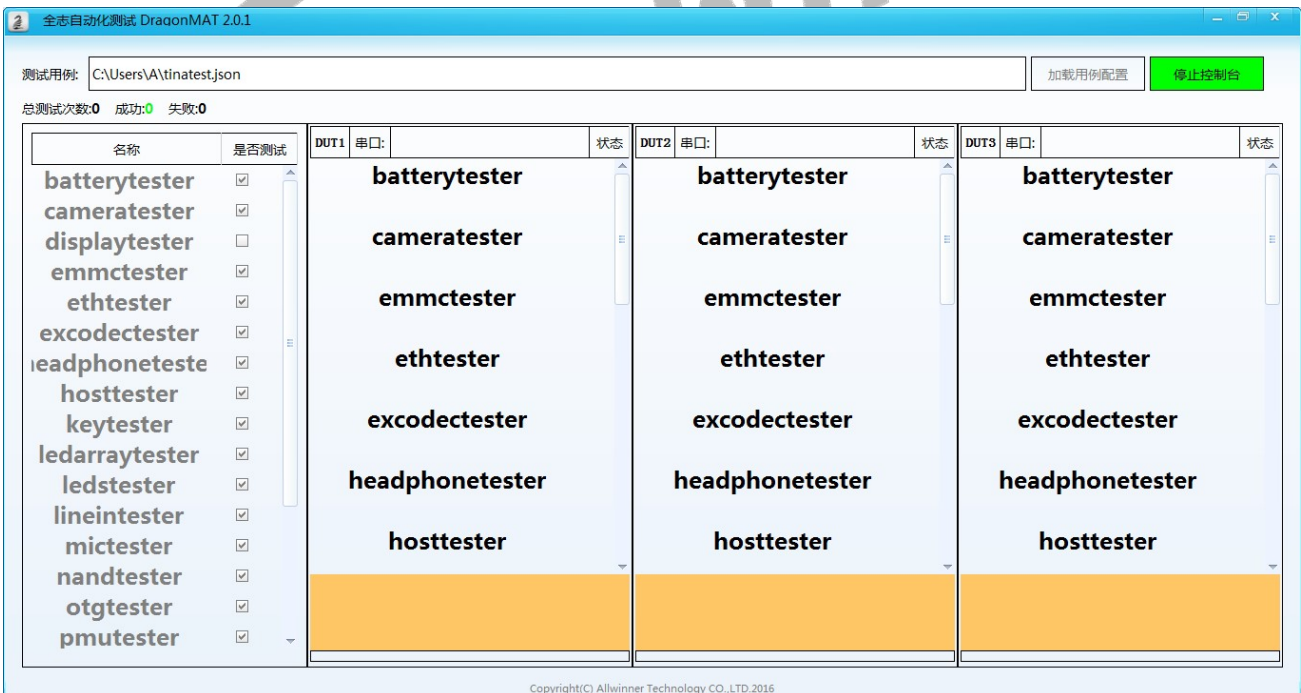 全志自动化测试 DragonMAT 2.0.1
测试用例: C:\Users\A\tinatest.json 加载用例配置 停止控制台
总测试次数:0 成功:0 失败:0
名称 是否测试
batterytester
cameratester
displaytester
emmctester
ethtester
excodectester
headphoneteste
hosttester
keytester
ledarraytester
ledstester
lineintester
mictester
nandtester
otgtester
pmutester
DUT1 串口: 状态
batterytester
cameratester
emmctester
ethtester
excodectester
headphonetester
hosttester
DUT2 串口: 状态
batterytester
cameratester
emmctester
ethtester
excodectester
headphonetester
hosttester
DUT3 串口: 状态
batterytester
cameratester
emmctester
ethtester
excodectester
headphonetester
hosttester
Copyright(C) Allwinner Technology CO.,LTD.2016